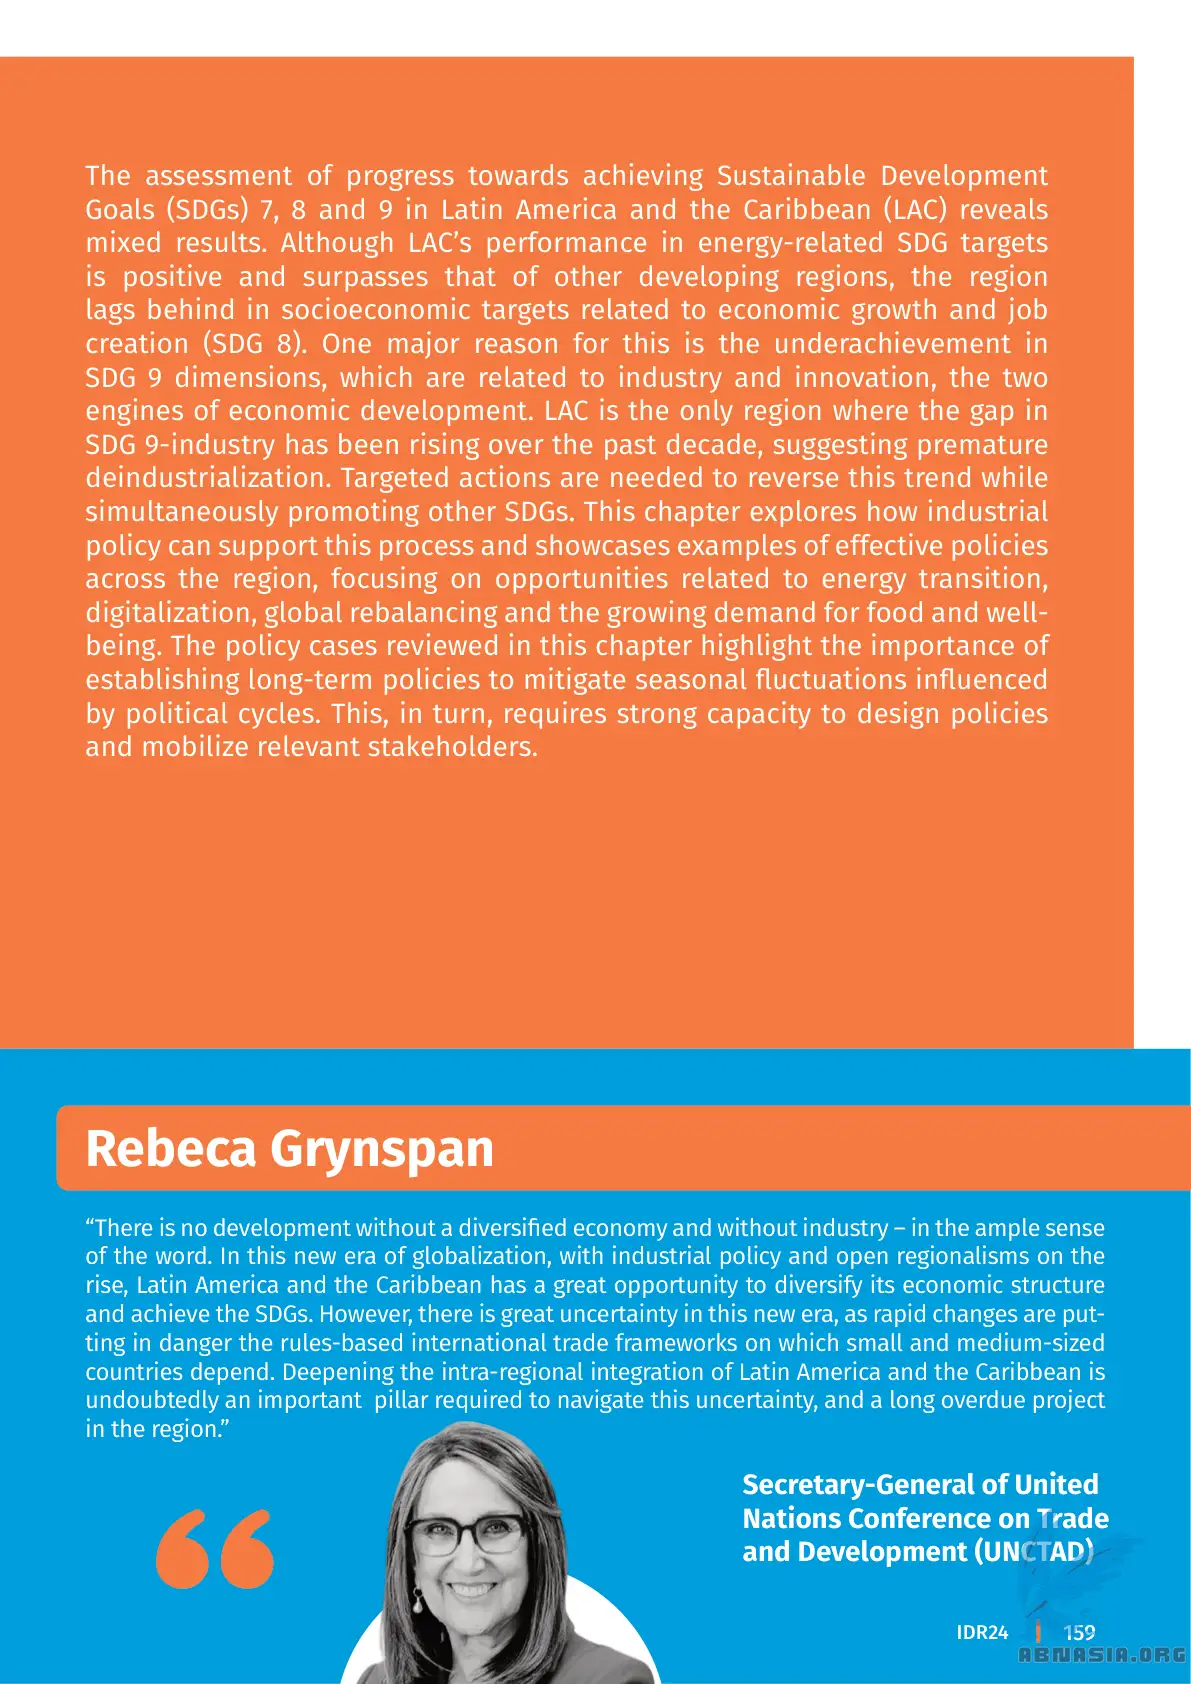 The assessment of progress towards achieving Sustainable Development
Goals (SDGs) 7, 8 and 9 in Latin America and the Caribbean (LAC) reveals
mixed results. Although LAC’s performance in energy-related SDG targets
is positive and surpasses that of other developing regions, the region
lags behind in socioeconomic targets related to economic growth and job
creation (SDG 8). One major reason for this is the underachievement in
SDG 9 dimensions, which are related to industry and innovation, the two
engines of economic development. LAC is the only region where the gap in
SDG 9-industry has been rising over the past decade, suggesting premature
deindustrialization. Targeted actions are needed to reverse this trend while
simultaneously promoting other SDGs. This chapter explores how industrial
policy can support this process and showcases examples of effective policies
across the region, focusing on opportunities related to energy transition,
digitalization, global rebalancing and the growing demand for food and well-
being. The policy cases reviewed in this chapter highlight the importance of
establishing long-term policies to mitigate seasonal fluctuations influenced
by political cycles. This, in turn, requires strong capacity to design policies
and mobilize relevant stakeholders.
Rebeca Grynspan
“There is no development without a diversified economy and without industry – in the ample sense
of the word. In this new era of globalization, with industrial policy and open regionalisms on the
rise, Latin America and the Caribbean has a great opportunity to diversify its economic structure
and achieve the SDGs. However, there is great uncertainty in this new era, as rapid changes are put-
ting in danger the rules-based international trade frameworks on which small and medium-sized
countries depend. Deepening the intra-regional integration of Latin America and the Caribbean is
undoubtedly an important pillar required to navigate this uncertainty, and a long overdue project
in the region.”
“
Secretary-General of United
Nations Conference on Trade
and Development (UNCTAD)
IDR24 | 159
ABNASIA.ORG